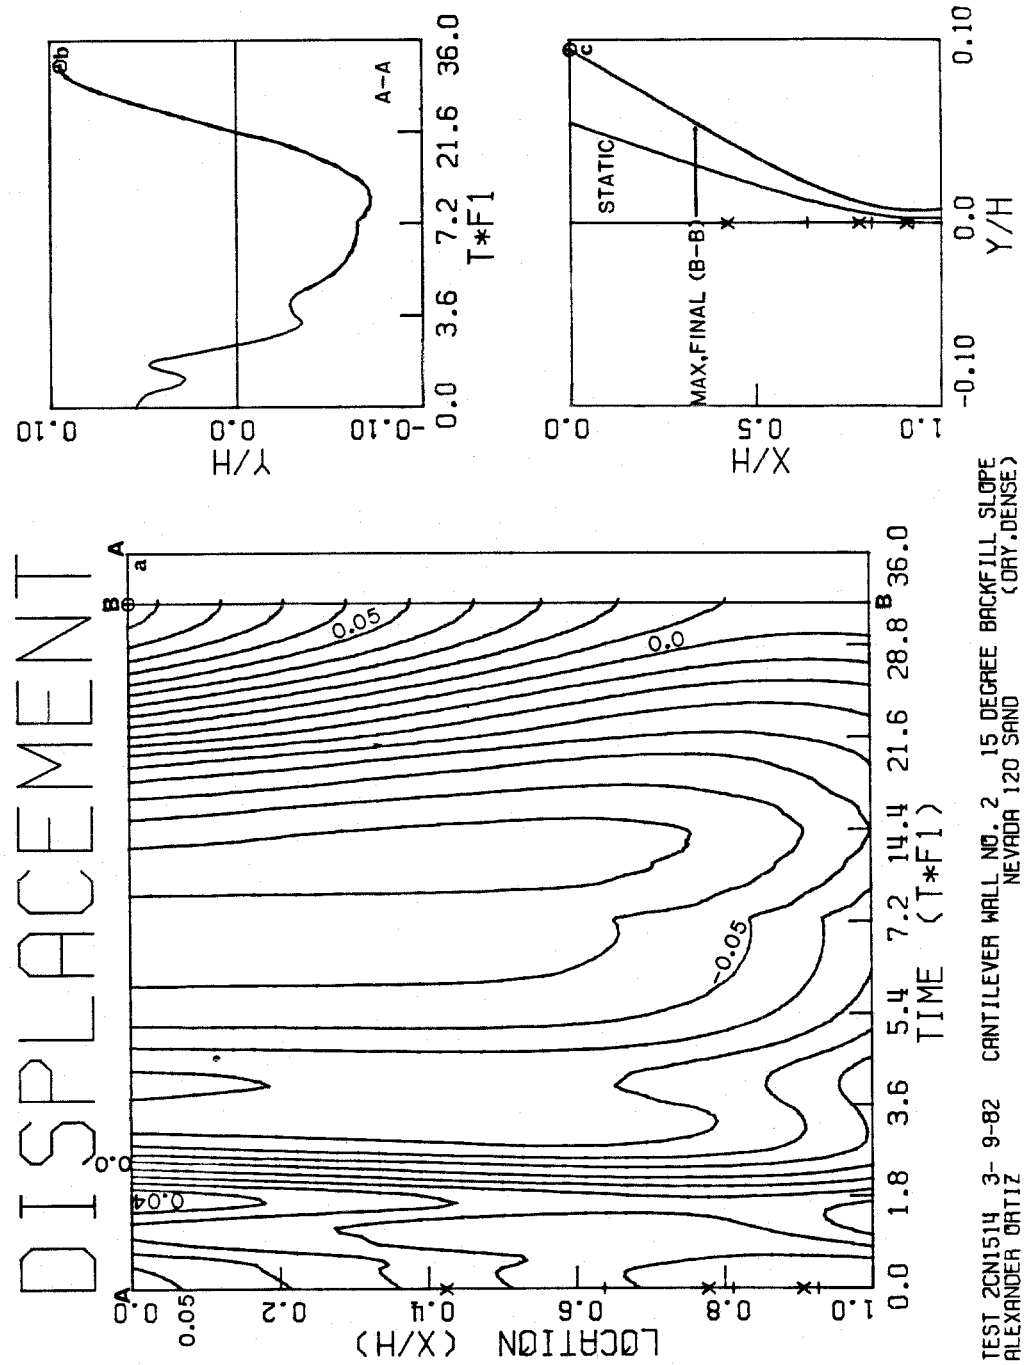 DISPLACEMENT
A
B
a
0.05
0.0
-0.05
0.0
0.04
0.05
A
B
LOCATION (X/H)
0.0
0.2
0.4
0.6
0.8
1.0
0.0
1.8
3.6
5.4
7.2
14.4
21.6
28.8
36.0
TIME (T*F1)
0.10
0.0
-0.10
Y/H
b
A-A
0.0
3.6
7.2
21.6
36.0
T*F1
c
STATIC
MAX,FINAL (B-B)
0.0
0.5
1.0
X/H
-0.10
0.0
0.10
Y/H
TEST 2CN1514 3- 9-82 CANTILEVER WALL NO. 2 15 DEGREE BACKFILL SLOPE
ALEXANDER ORTIZ NEVADA 120 SAND (DRY,DENSE)